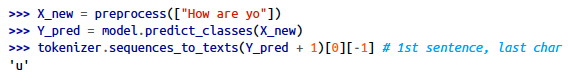 >>> X_new = preprocess(["How are yo"])
>>> Y_pred = model.predict_classes(X_new)
>>> tokenizer.sequences_to_texts(Y_pred + 1)[0][-1] # 1st sentence, last char
'u'